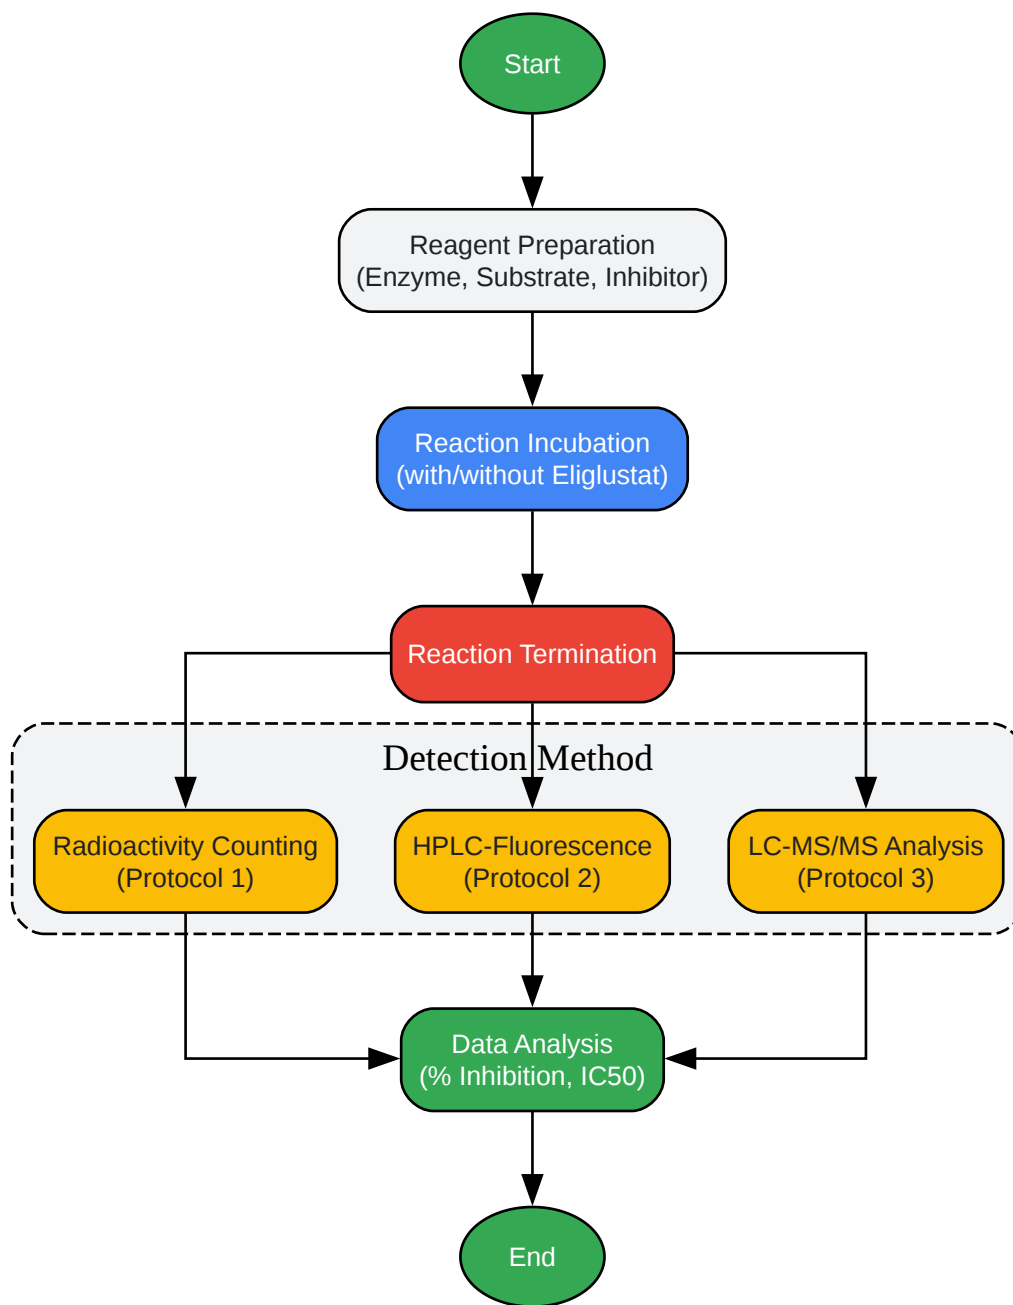 Start
Reagent Preparation
(Enzyme, Substrate, Inhibitor)
Reaction Incubation
(with/without Eliglustat)
Reaction Termination
Detection Method
Radioactivity Counting
(Protocol 1)
HPLC-Fluorescence
(Protocol 2)
LC-MS/MS Analysis
(Protocol 3)
Data Analysis
(% Inhibition, IC50)
End